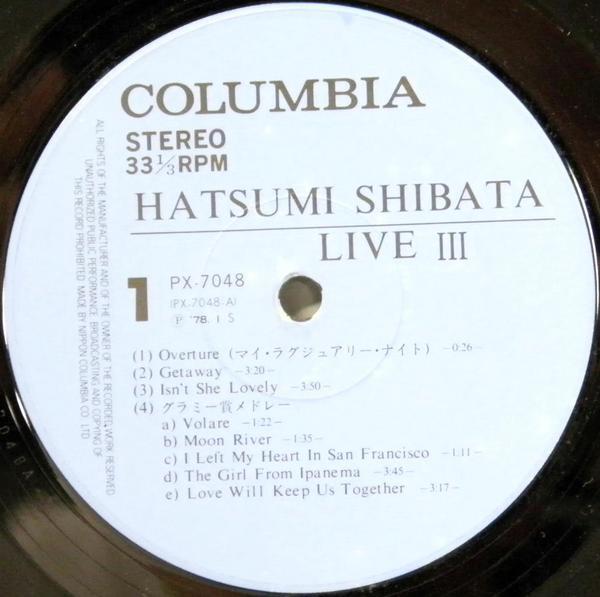 COLUMBIA
STEREO
33 1/3 RPM
HATSUMI SHIBATA
LIVE III
1
PX-7048
(PX-7048-A)
Ⓟ '78. 1 S
(1) Overture (マイ・ラグジュアリー・ナイト) —0:26—
(2) Getaway —3:20—
(3) Isn't She Lovely —3:50—
(4) グラミー賞メドレー
a) Volare —1:22—
b) Moon River —1:35—
c) I Left My Heart In San Francisco —1:11—
d) The Girl From Ipanema —3:45—
e) Love Will Keep Us Together —3:17—
ALL RIGHTS OF THE MANUFACTURER AND OF THE OWNER OF THE RECORDED WORK RESERVED.
UNAUTHORIZED PUBLIC PERFORMANCE, BROADCASTING AND COPYING OF
THIS RECORD PROHIBITED. MADE BY NIPPON COLUMBIA CO. LTD.
7048A